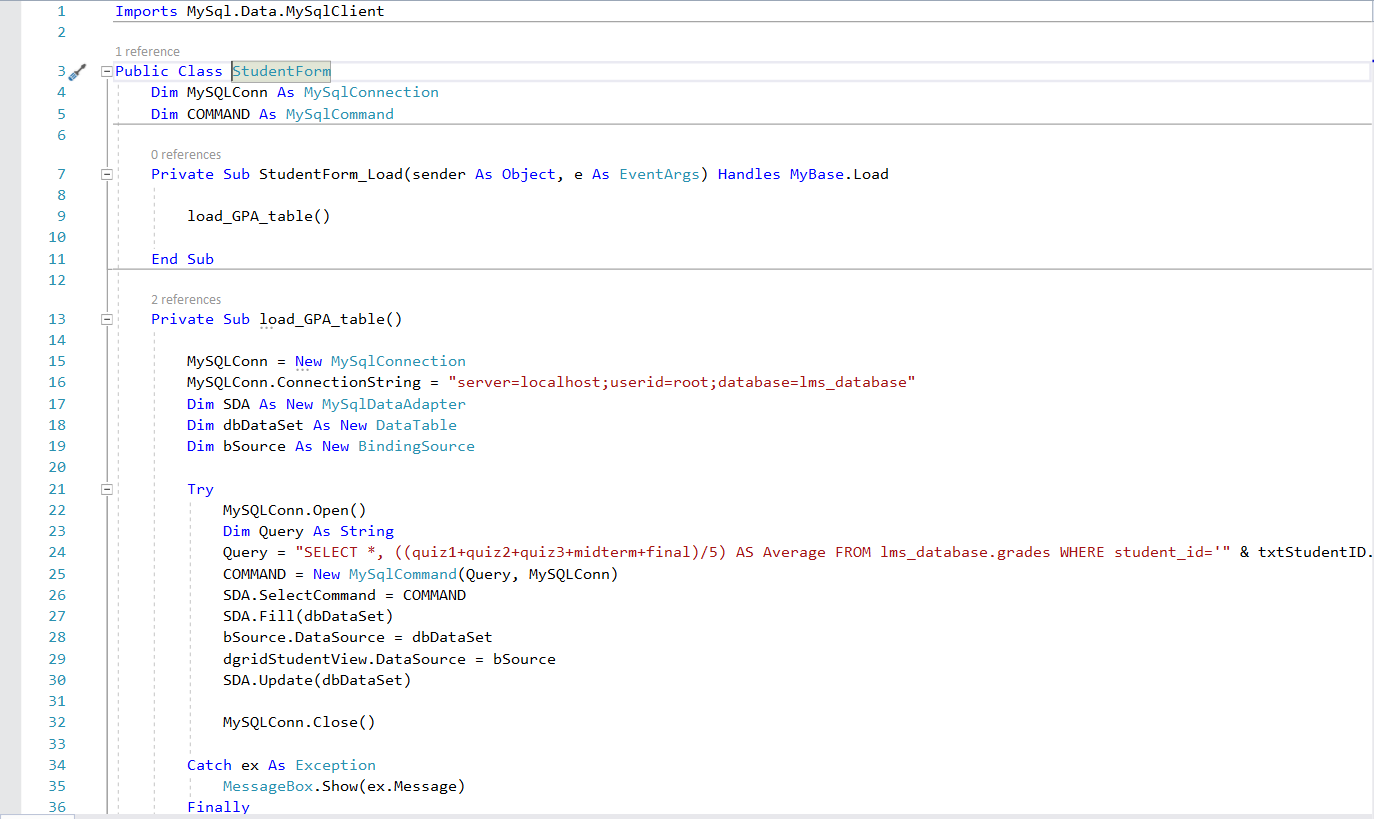 1 Imports MySql.Data.MySqlClient
2
1 reference
3 Public Class StudentForm
4 Dim MySQLConn As MySqlConnection
5 Dim COMMAND As MySqlCommand
6
0 references
7 Private Sub StudentForm_Load(sender As Object, e As EventArgs) Handles MyBase.Load
8
9 load_GPA_table()
10
11 End Sub
12
2 references
13 Private Sub load_GPA_table()
14
15 MySQLConn = New MySqlConnection
16 MySQLConn.ConnectionString = "server=localhost;userid=root;database=lms_database"
17 Dim SDA As New MySqlDataAdapter
18 Dim dbDataSet As New DataTable
19 Dim bSource As New BindingSource
20
21 Try
22 MySQLConn.Open()
23 Dim Query As String
24 Query = "SELECT *, ((quiz1+quiz2+quiz3+midterm+final)/5) AS Average FROM lms_database.grades WHERE student_id='" & txtStudentID.
25 COMMAND = New MySqlCommand(Query, MySQLConn)
26 SDA.SelectCommand = COMMAND
27 SDA.Fill(dbDataSet)
28 bSource.DataSource = dbDataSet
29 dgridStudentView.DataSource = bSource
30 SDA.Update(dbDataSet)
31
32 MySQLConn.Close()
33
34 Catch ex As Exception
35 MessageBox.Show(ex.Message)
36 Finally